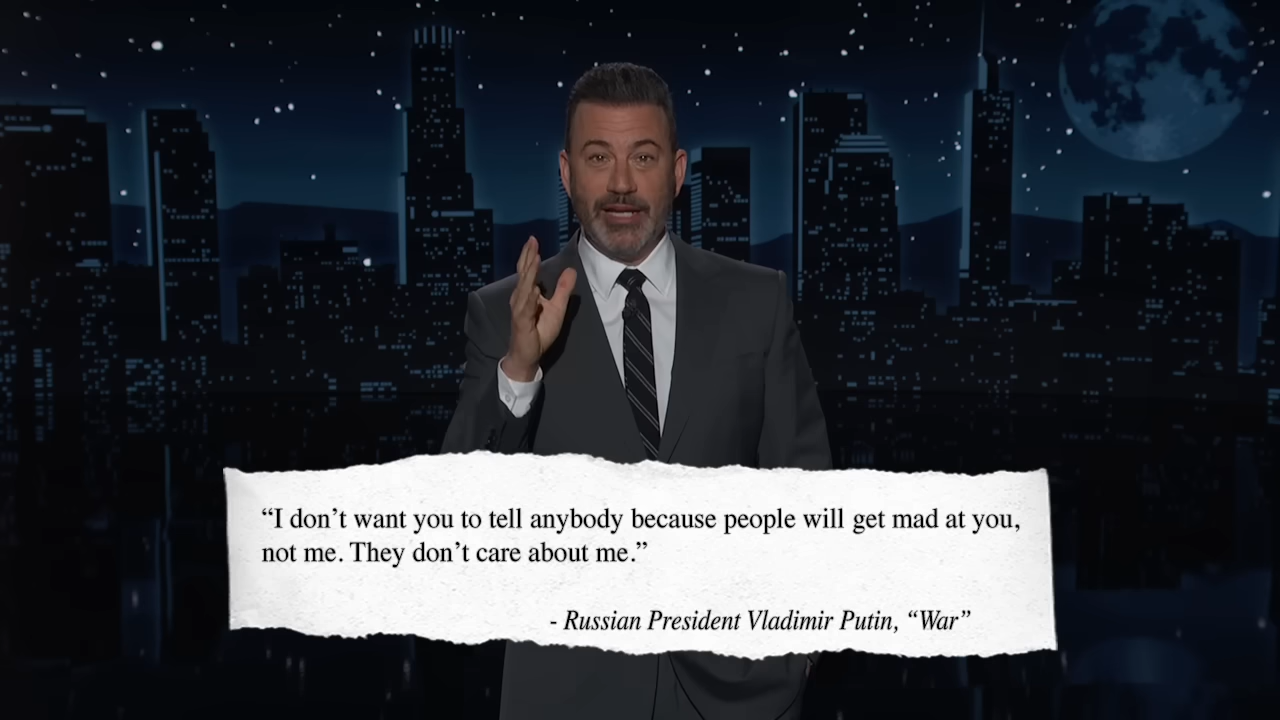 “I don’t want you to tell anybody because people will get mad at you,
not me. They don’t care about me.”
- Russian President Vladimir Putin, “War”